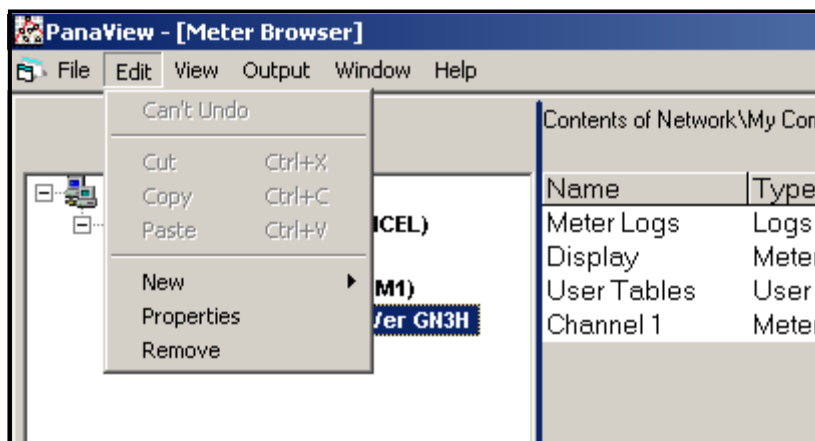 PanaView - [Meter Browser]
File Edit View Output Window Help
Can't Undo
Cut Ctrl+X
Copy Ctrl+C
Paste Ctrl+V
New
Properties
Remove
ICEL)
M1)
Ver GN3H
Contents of Network\My Con
Name Type
Meter Logs Logs
Display Meter
User Tables User
Channel 1 Meter